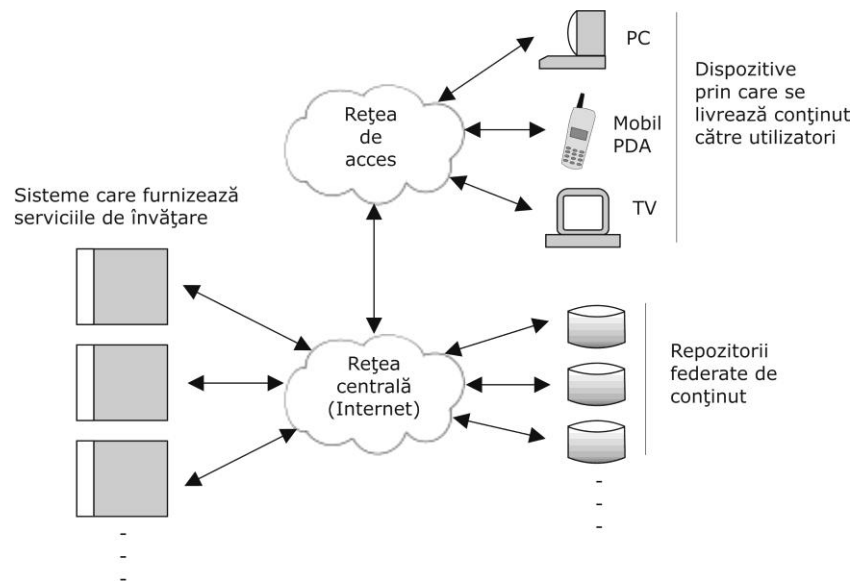 PC
Reţea
de
acces
Mobil
PDA
TV
Dispozitive
prin care se
livrează conţinut
către utilizatori
Sisteme care furnizează
serviciile de învăţare
Reţea
centrală
(Internet)
Repozitorii
federate de
conţinut
-
-
-
-
-
-